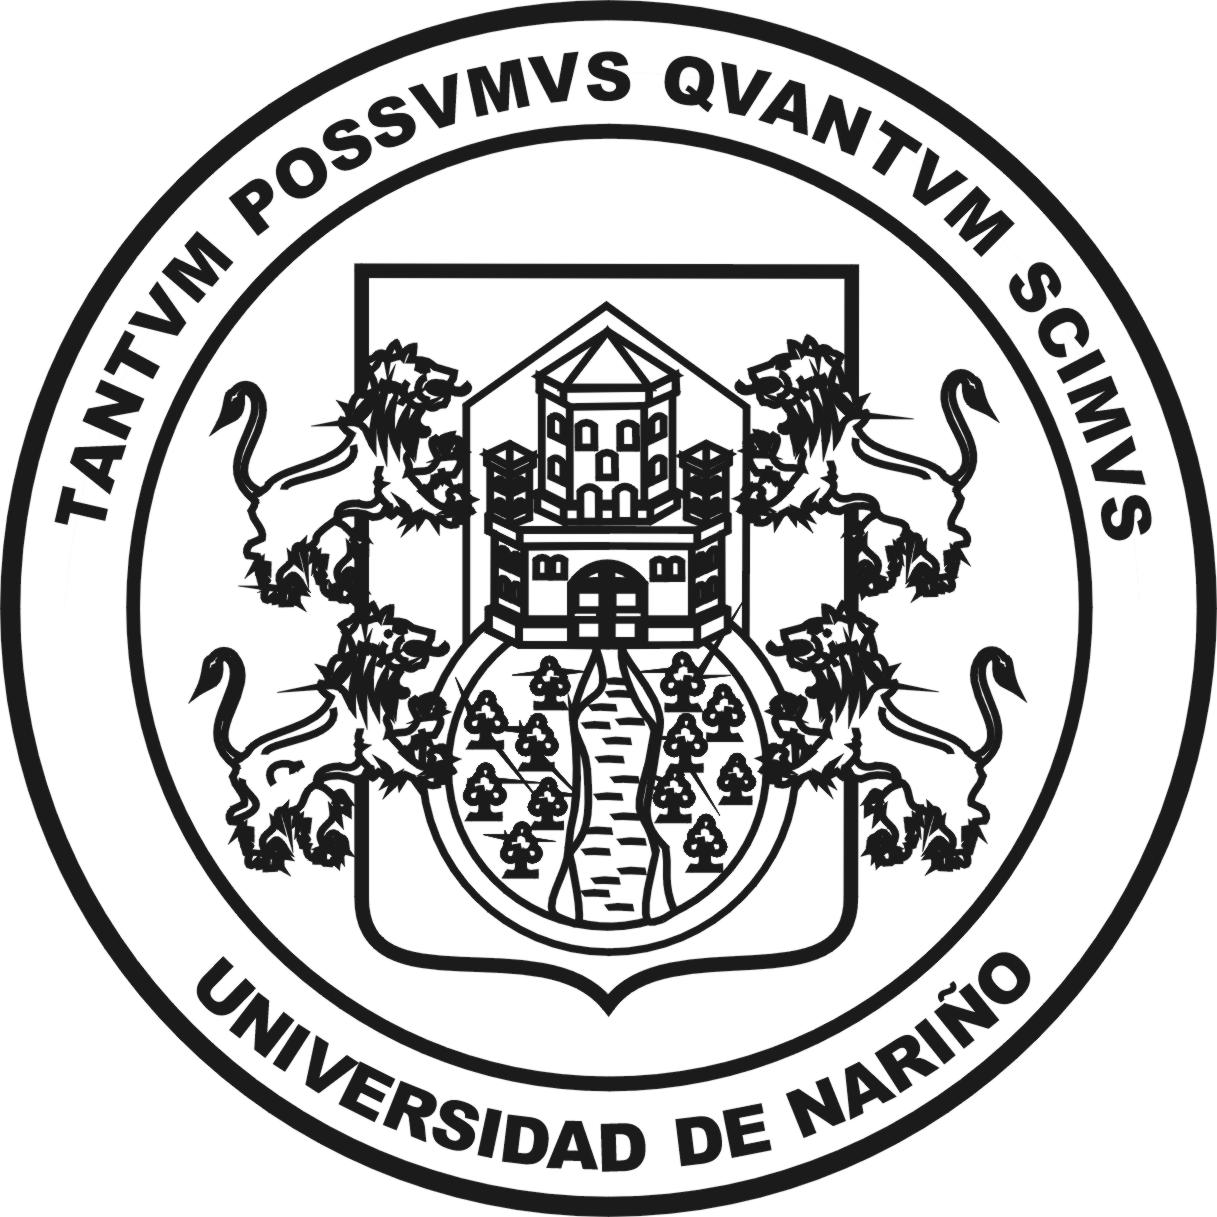 TANTVM POSSVMVS QVANTVM SCIMVS
UNIVERSIDAD DE NARIÑO